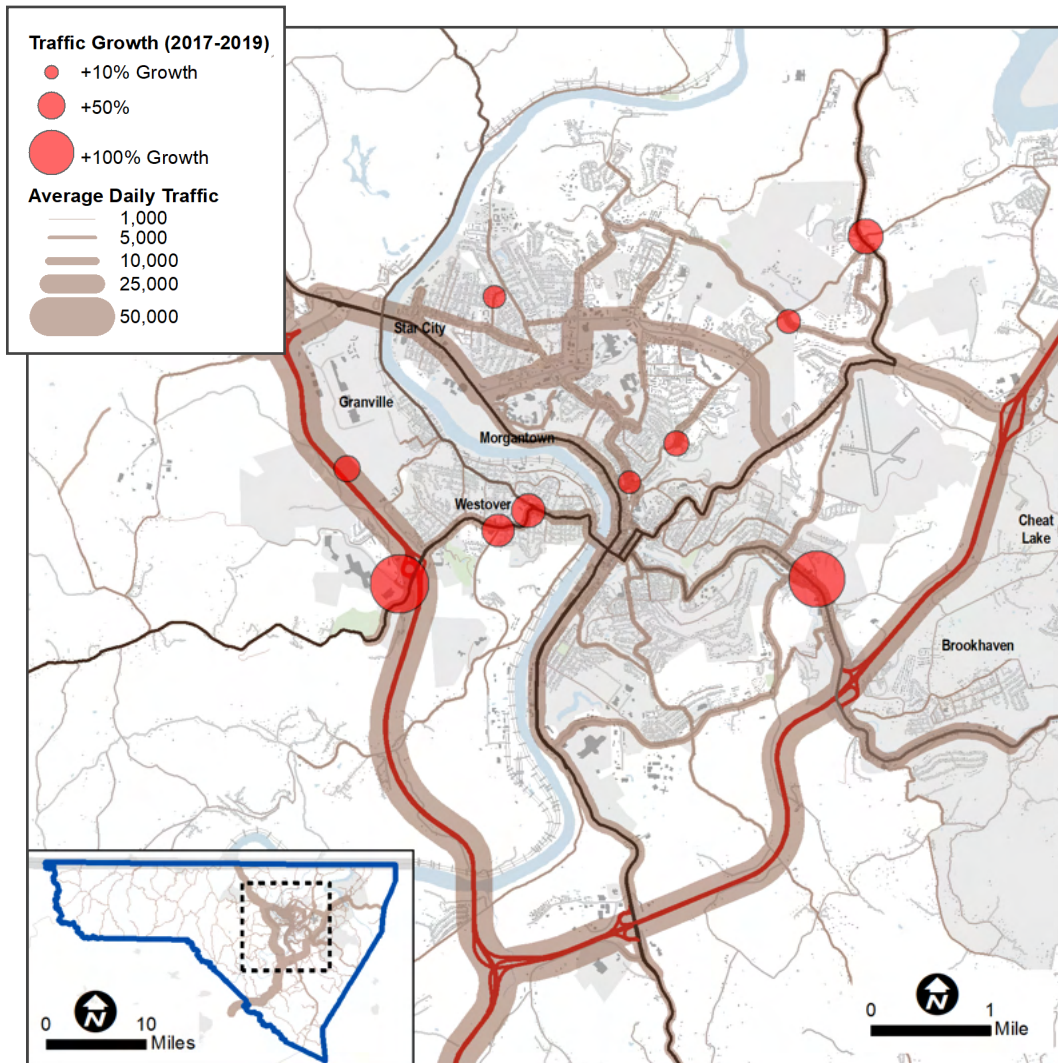 Traffic Growth (2017-2019)
+10% Growth
+50%
+100% Growth
Average Daily Traffic
1,000
5,000
10,000
25,000
50,000
Star City
Granville
Morgantown
Westover
Cheat
Lake
Brookhaven
N
0 10
Miles
N
0 1
Mile